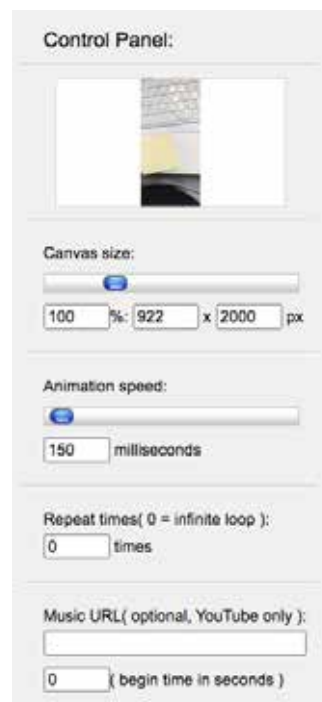 Control Panel:
Canvas size:
100 %: 922 x 2000 px
Animation speed:
150 milliseconds
Repeat times( 0 = infinite loop ):
0 times
Music URL( optional, YouTube only ):
0 ( begin time in seconds )